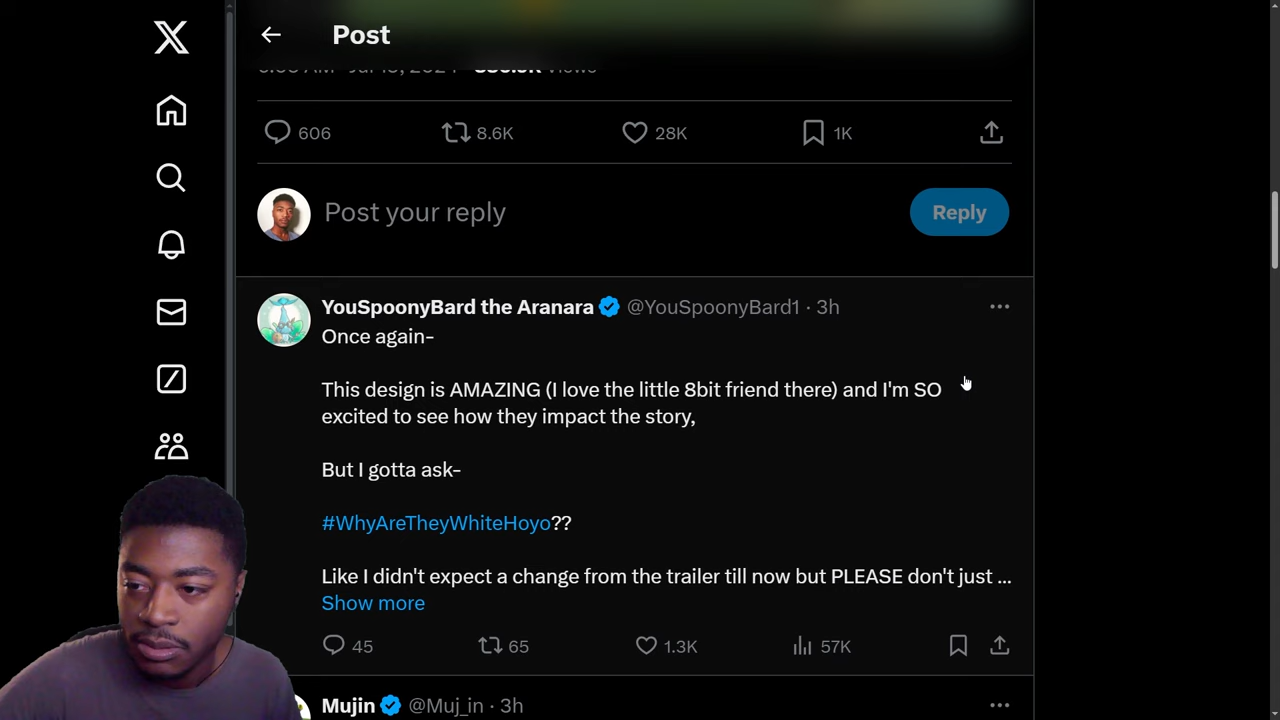 Post
606 8.6K 28K 1K
Post your reply Reply
YouSpoonyBard the Aranara @YouSpoonyBard1 · 3h
Once again-
This design is AMAZING (I love the little 8bit friend there) and I'm SO
excited to see how they impact the story,
But I gotta ask-
#WhyAreTheyWhiteHoyo??
Like I didn't expect a change from the trailer till now but PLEASE don't just ...
Show more
45 65 1.3K 57K
Mujin @Muj_in · 3h